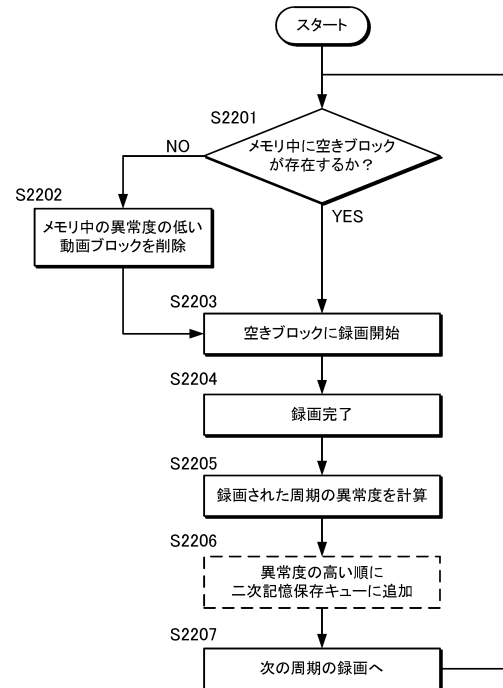 スタート
S2201
メモリ中に空きブロック
が存在するか？
NO
YES
S2202
メモリ中の異常度の低い
動画ブロックを削除
S2203
空きブロックに録画開始
S2204
録画完了
S2205
録画された周期の異常度を計算
S2206
異常度の高い順に
二次記憶保存キューに追加
S2207
次の周期の録画へ